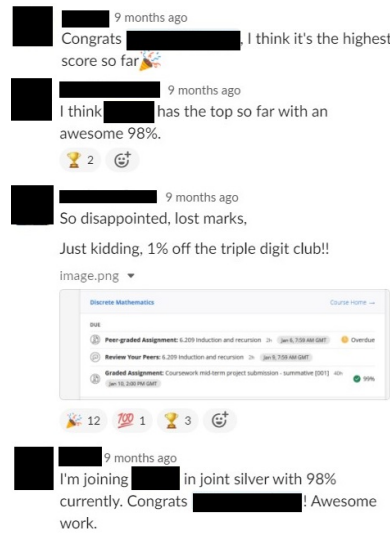 9 months ago
Congrats , I think it's the highest
score so far🎉
9 months ago
I think has the top so far with an
awesome 98%.
🏆 2
9 months ago
So disappointed, lost marks,
Just kidding, 1% off the triple digit club!!
image.png
Discrete Mathematics Course Home →
DUE
Peer-graded Assignment: 6.209 Induction and recursion 2h Jan 6, 7:59 AM GMT Overdue
Review Your Peers: 6.209 Induction and recursion 2h Jan 9, 7:59 AM GMT
Graded Assignment: Coursework mid-term project submission - summative [001] 40h 99%
Jan 10, 2:00 PM GMT
🎉 12 💯 1 🏆 3
9 months ago
I'm joining in joint silver with 98%
currently. Congrats ! Awesome
work.